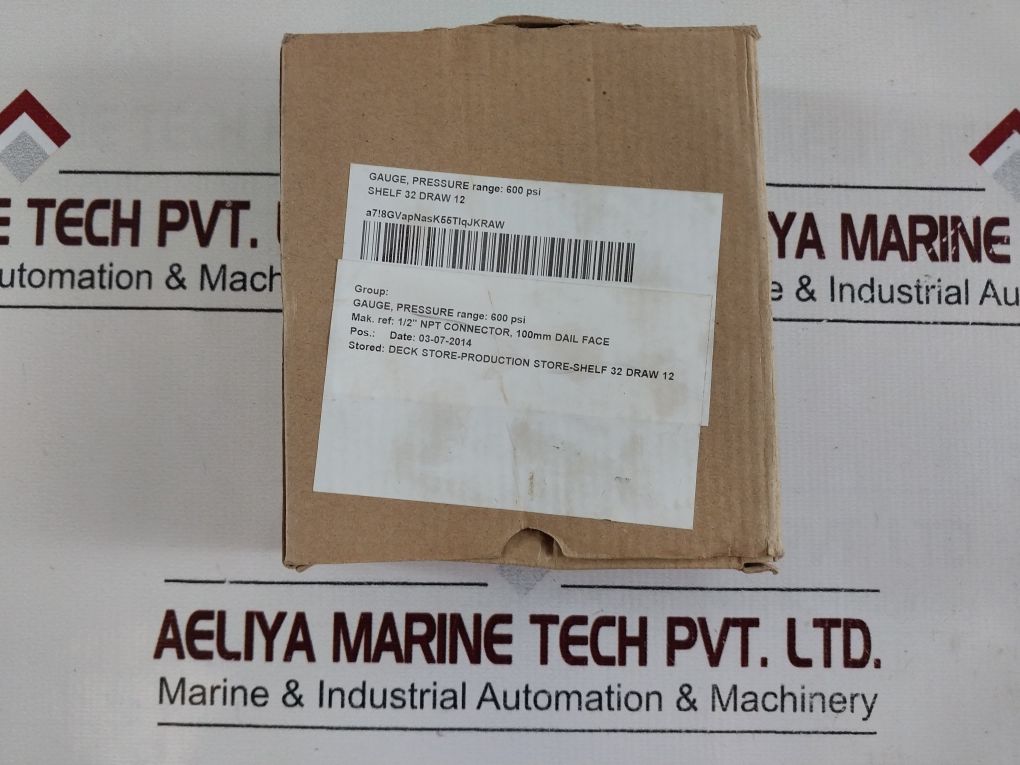 GAUGE, PRESSURE range: 600 psi
SHELF 32 DRAW 12
a7!8GVapNasK55TlqJKRAW
Group:
GAUGE, PRESSURE range: 600 psi
Mak. ref: 1/2" NPT CONNECTOR, 100mm DAIL FACE
Pos.: Date: 03-07-2014
Stored: DECK STORE-PRODUCTION STORE-SHELF 32 DRAW 12
E TECH PVT.
utomation & Mach
YA MARINE
e & Industrial Au
AELIYA MARINE TECH PVT. LTD.
Marine & Industrial Automation & Machinery